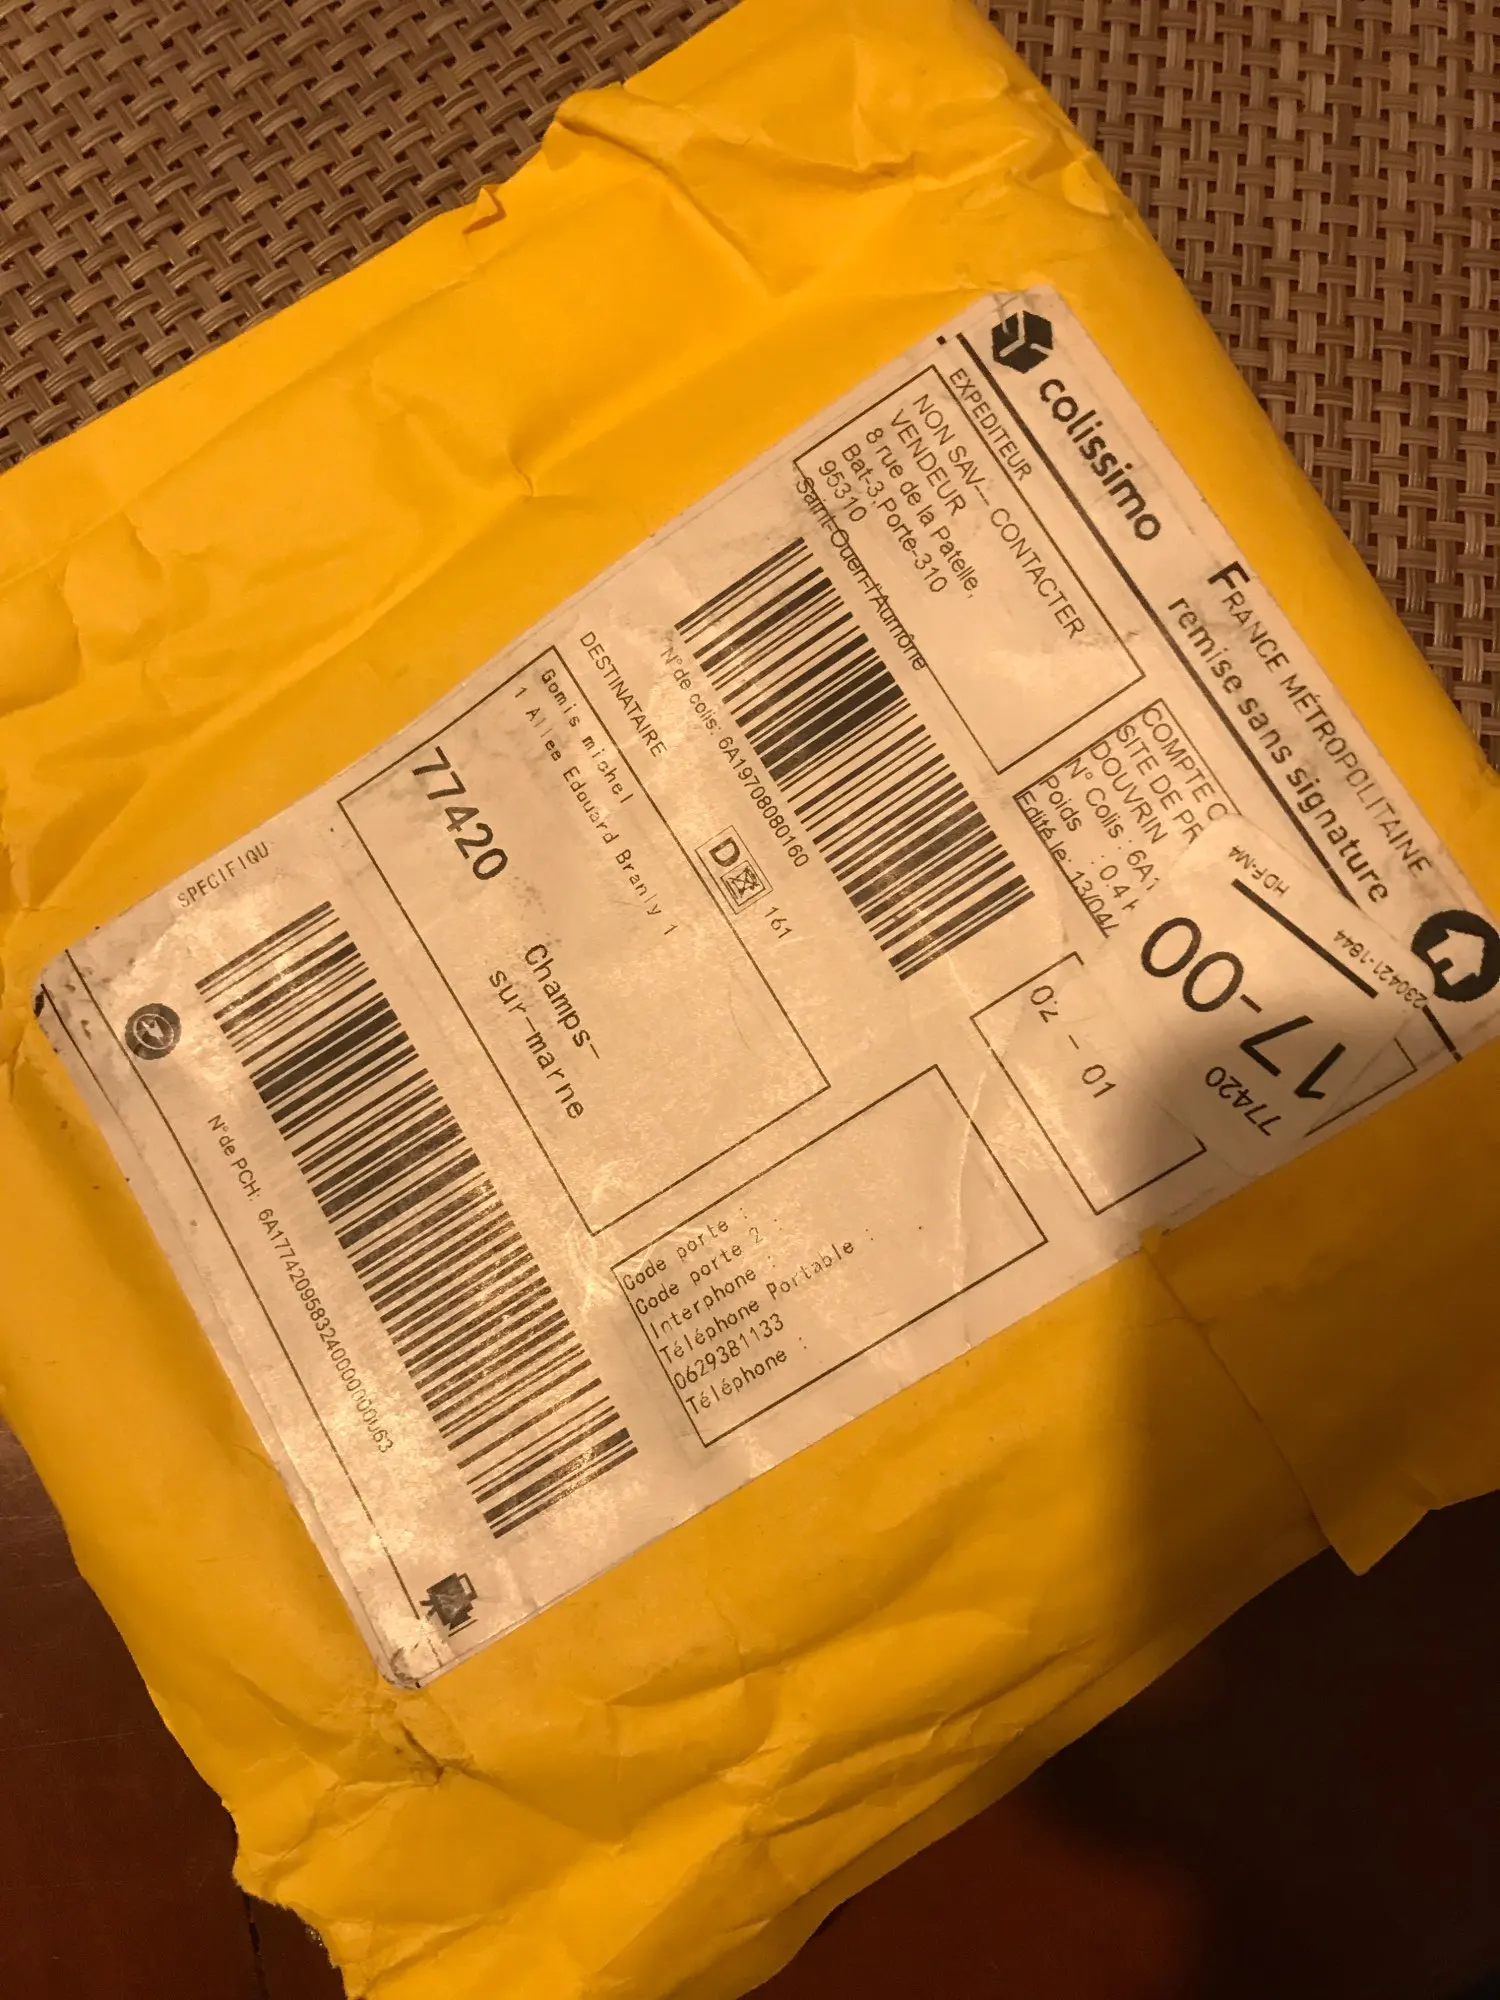 colissimo
FRANCE MÉTROPOLITAINE
remise sans signature
EXPEDITEUR
NON SAV--- CONTACTER
VENDEUR
8 rue de la Patelle,
Bat-3,Porte-310
95310
Saint-Ouen-l'Aumône
COMPTE C
SITE DE PR
DOUVRIN
N° Colis : 6A1
Poids : 0.4 k
Edité le: 13/04/
HDF-NA
230421-1844
17-00
77420
02 - 01
N°de colis: 6A19708080160
D
161
DESTINATAIRE
Gomis michel
1 Allee Edouard Branly 1
77420
Champs-
sur-marne
Code porte :
Code porte 2 :
Interphone :
Téléphone Portable :
0629381133
Téléphone :
SPECIFIQU
N°de PCH: 6A17742095832400000063